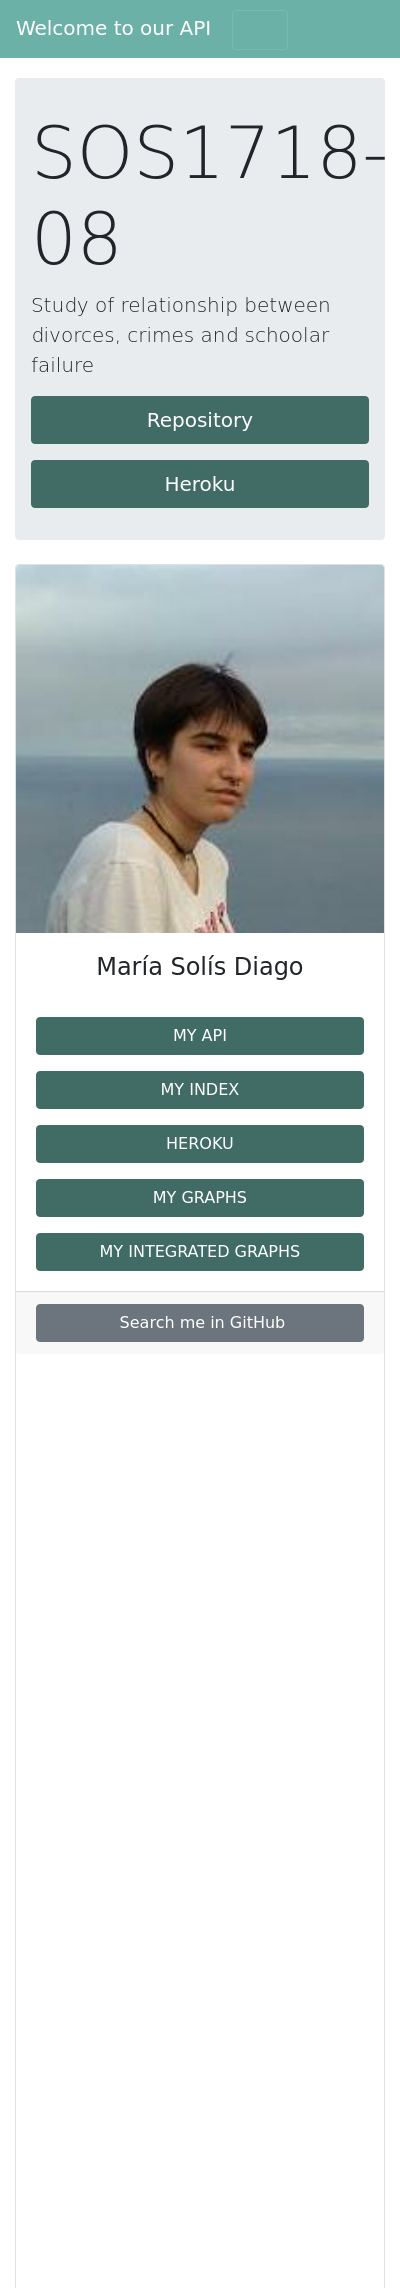 Welcome to our API
SOS1718-
08
Study of relationship between
divorces, crimes and schoolar
failure
Repository
Heroku
María Solís Diago
MY API
MY INDEX
HEROKU
MY GRAPHS
MY INTEGRATED GRAPHS
Search me in GitHub